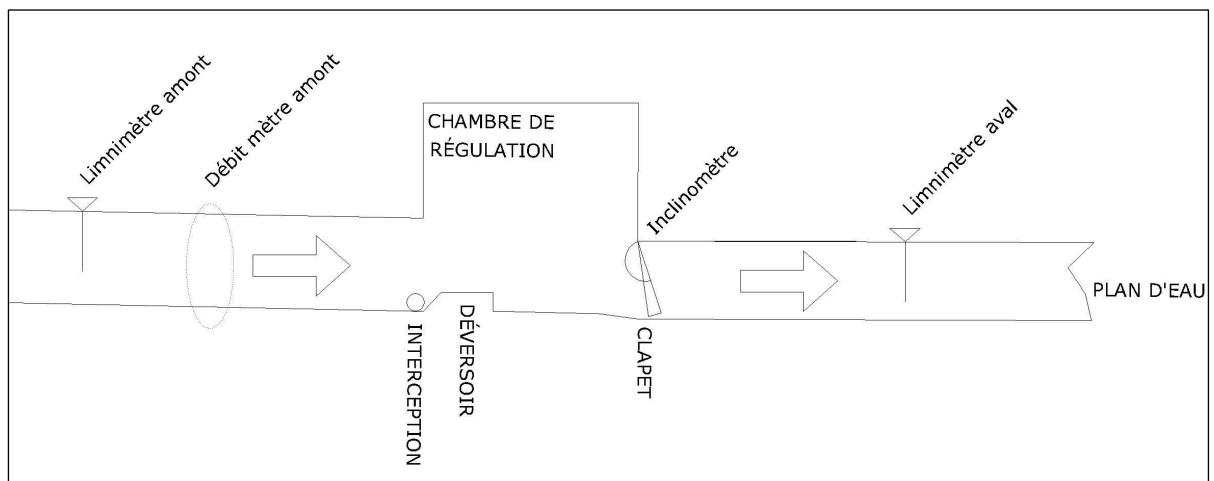 Limnimètre amont
Débit mètre amont
CHAMBRE DE
RÉGULATION
Inclinomètre
Limnimètre aval
PLAN D'EAU
INTERCEPTION
DÉVERSOIR
CLAPET